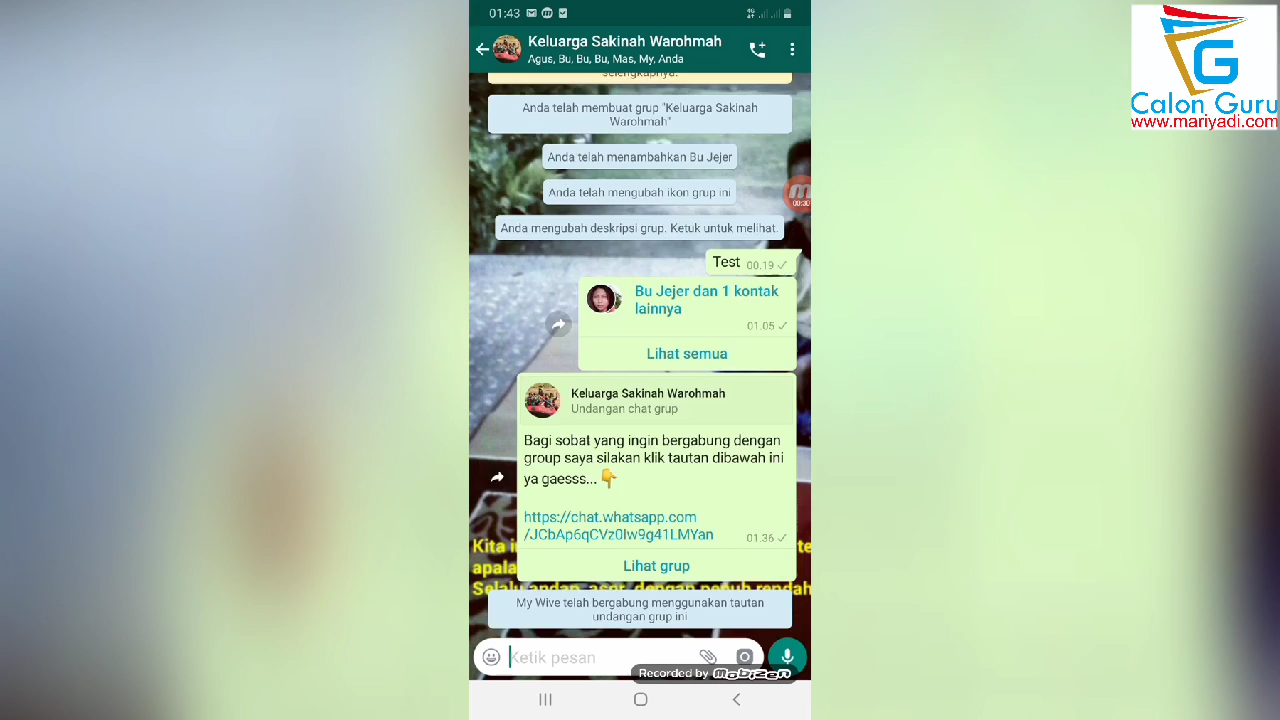 01:43
Keluarga Sakinah Warohmah
Agus, Bu, Bu, Bu, Mas, My, Anda
selengkapnya.
Anda telah membuat grup "Keluarga Sakinah
Warohmah"
Anda telah menambahkan Bu Jejer
Anda telah mengubah ikon grup ini
00:30
Anda mengubah deskripsi grup. Ketuk untuk melihat.
Test 00.19
Bu Jejer dan 1 kontak
lainnya
01.05
Lihat semua
Keluarga Sakinah Warohmah
Undangan chat grup
Bagi sobat yang ingin bergabung dengan
group saya silakan klik tautan dibawah ini
ya gaesss...👇
https://chat.whatsapp.com
/JCbAp6qCVz0lw9g41LMYan 01.36
Lihat grup
Kita
apala
My Wive telah bergabung menggunakan tautan
undangan grup ini
Ketik pesan
Recorded by Mobizen
G
Calon Guru
www.mariyadi.com